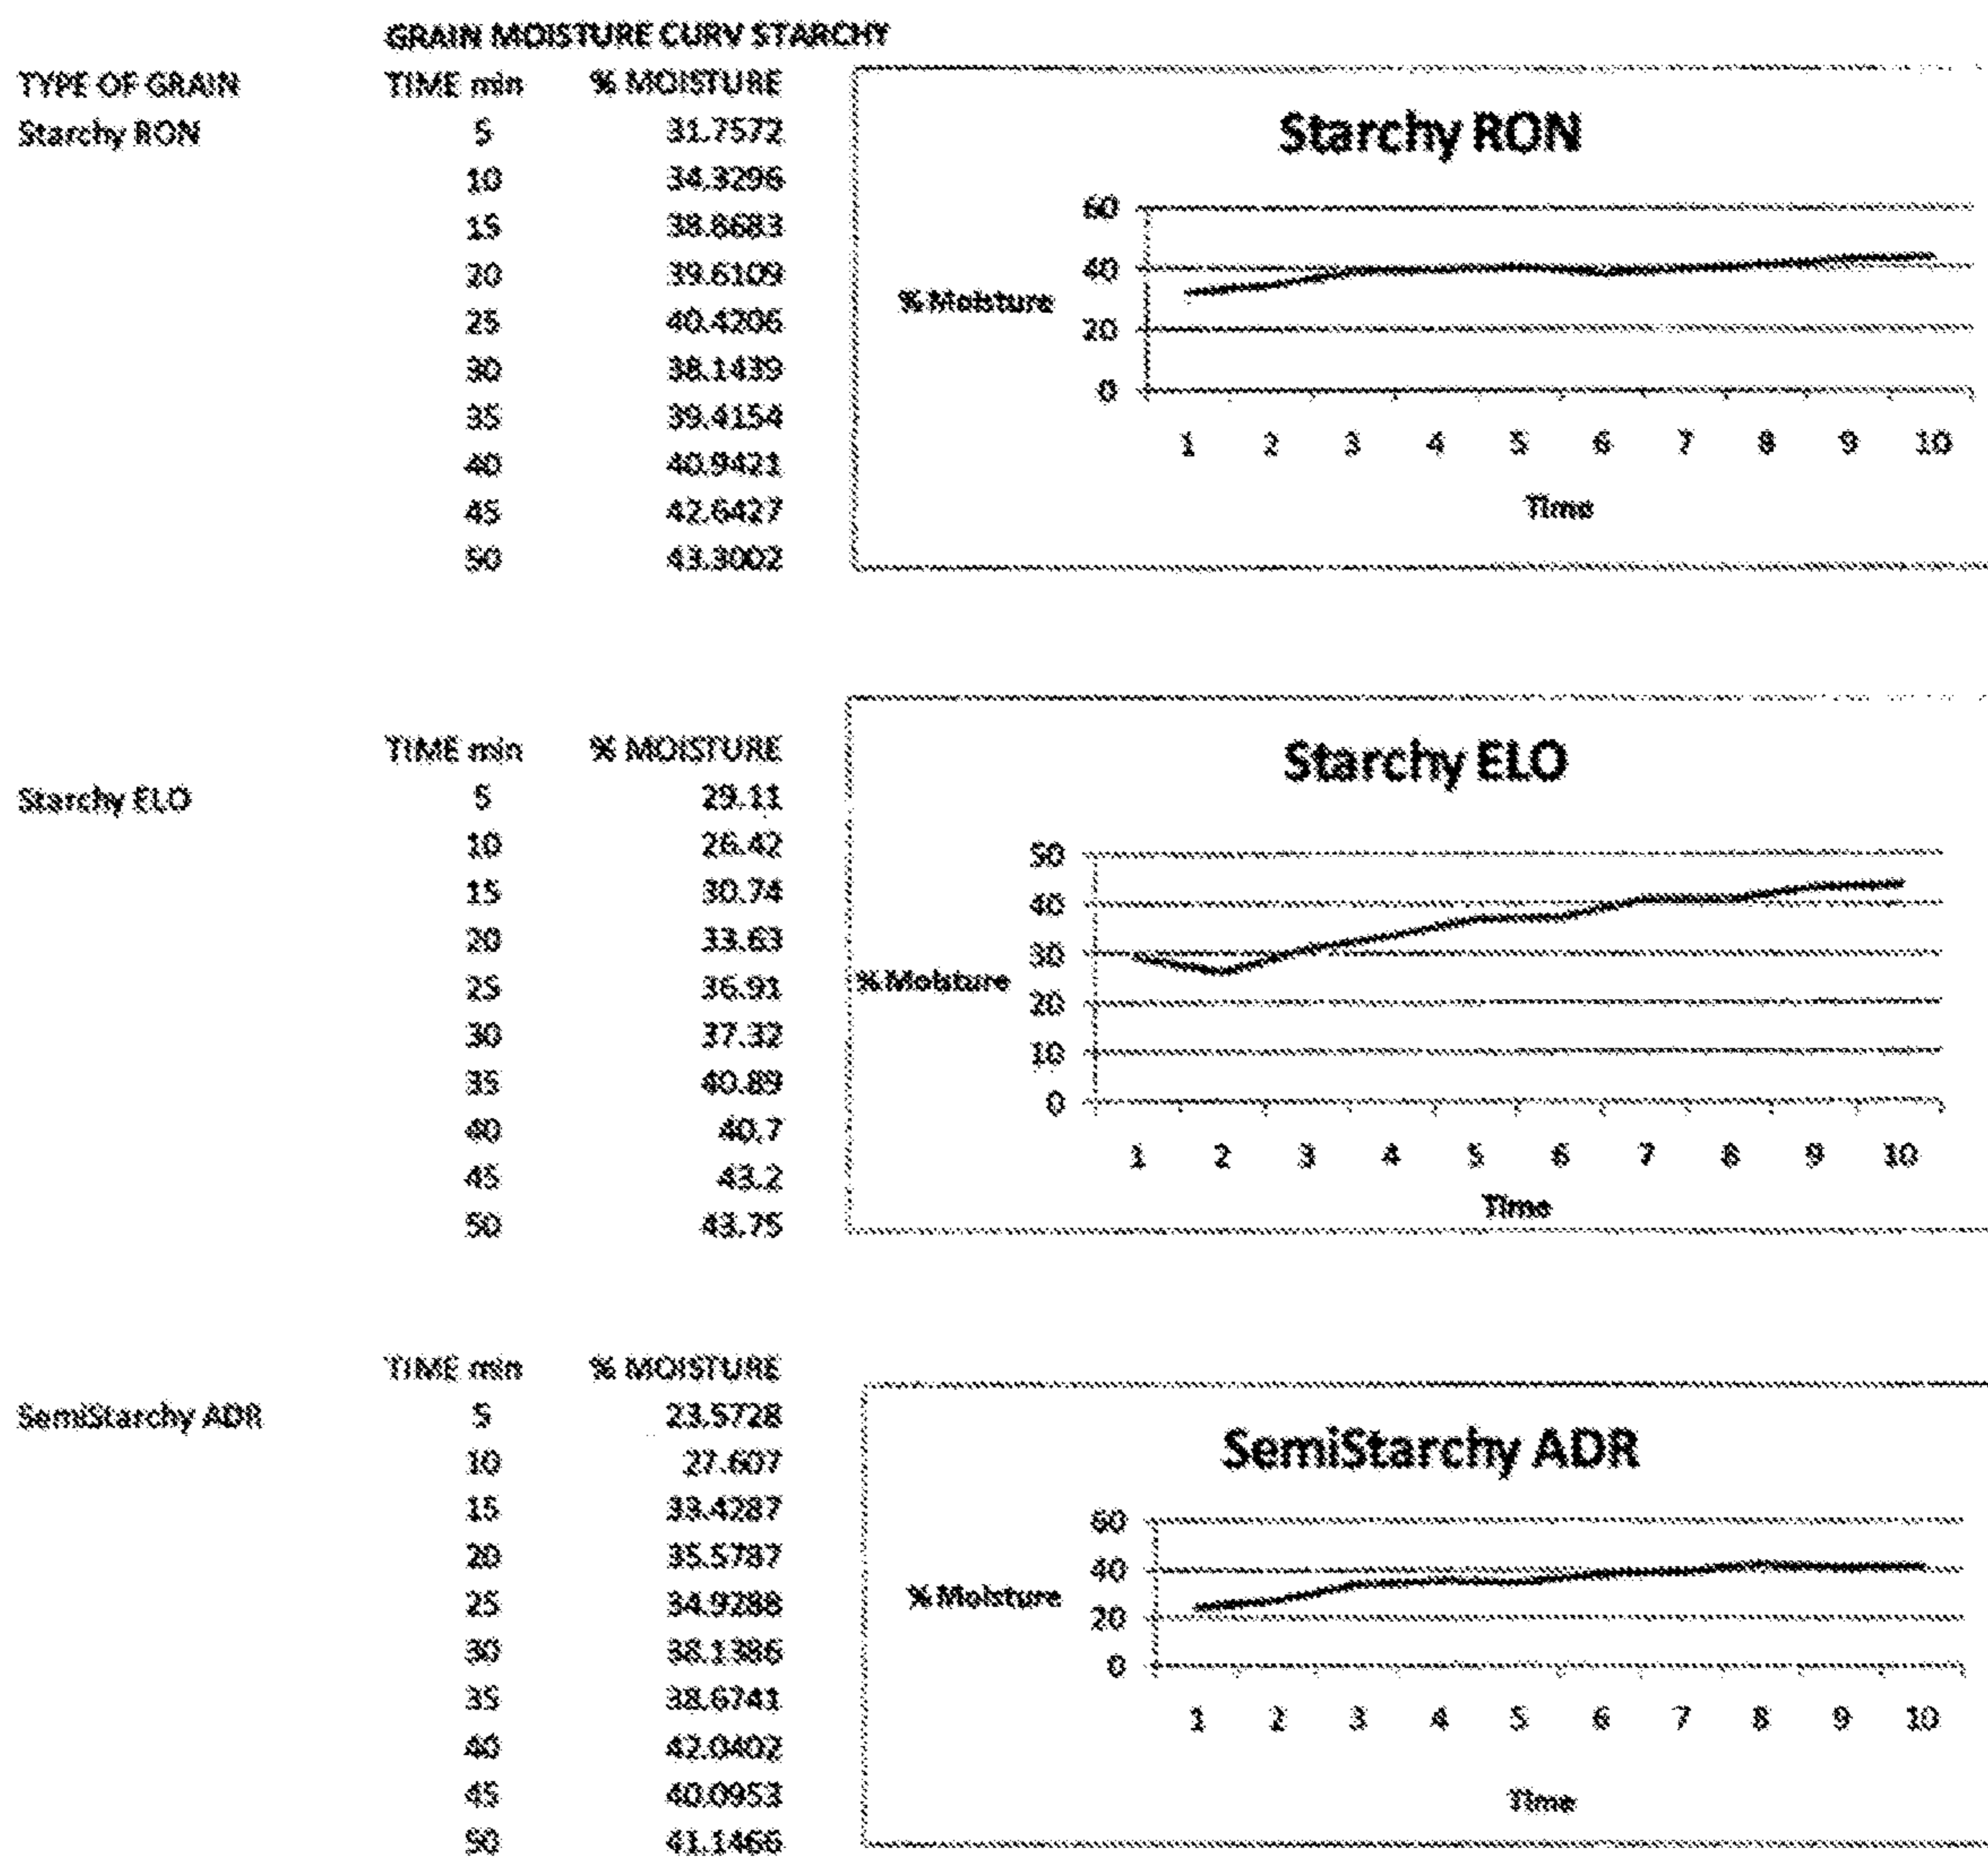 GRAIN MOISTURE CURV STARCHY
TYPE OF GRAIN TIME min % MOISTURE
Starchy RON 5 31.7572
10 34.3296
15 38.8683
20 39.6109
25 40.4206
30 38.1439
35 39.4154
40 40.9421
45 42.6427
50 43.3002
Starchy RON
60
40
% Moisture
20
0
1 2 3 4 5 6 7 8 9 10
Time
TIME min % MOISTURE
Starchy ELO 5 29.11
10 26.42
15 30.74
20 33.63
25 36.91
30 37.32
35 40.89
40 40.7
45 43.2
50 43.75
Starchy ELO
50
40
30
% Moisture
20
10
0
1 2 3 4 5 6 7 8 9 10
Time
TIME min % MOISTURE
SemiStarchy ADR 5 23.5728
10 27.607
15 33.4287
20 35.5787
25 34.9288
30 38.1386
35 38.6741
40 42.0402
45 40.0953
50 41.1466
SemiStarchy ADR
60
40
% Moisture
20
0
1 2 3 4 5 6 7 8 9 10
Time